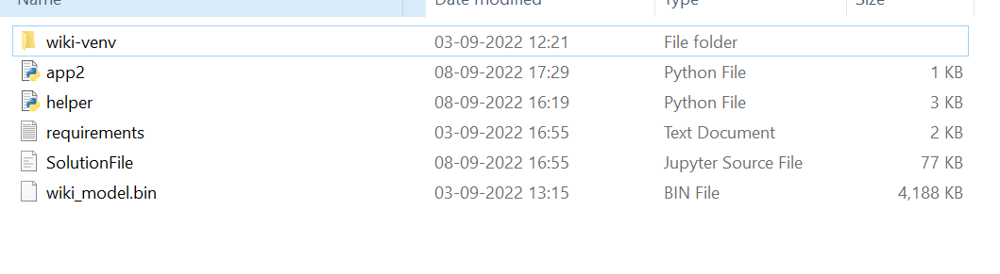 Name Date modified Type Size
wiki-venv 03-09-2022 12:21 File folder
app2 08-09-2022 17:29 Python File 1 KB
helper 08-09-2022 16:19 Python File 3 KB
requirements 03-09-2022 16:55 Text Document 2 KB
SolutionFile 08-09-2022 16:55 Jupyter Source File 77 KB
wiki_model.bin 03-09-2022 13:15 BIN File 4,188 KB